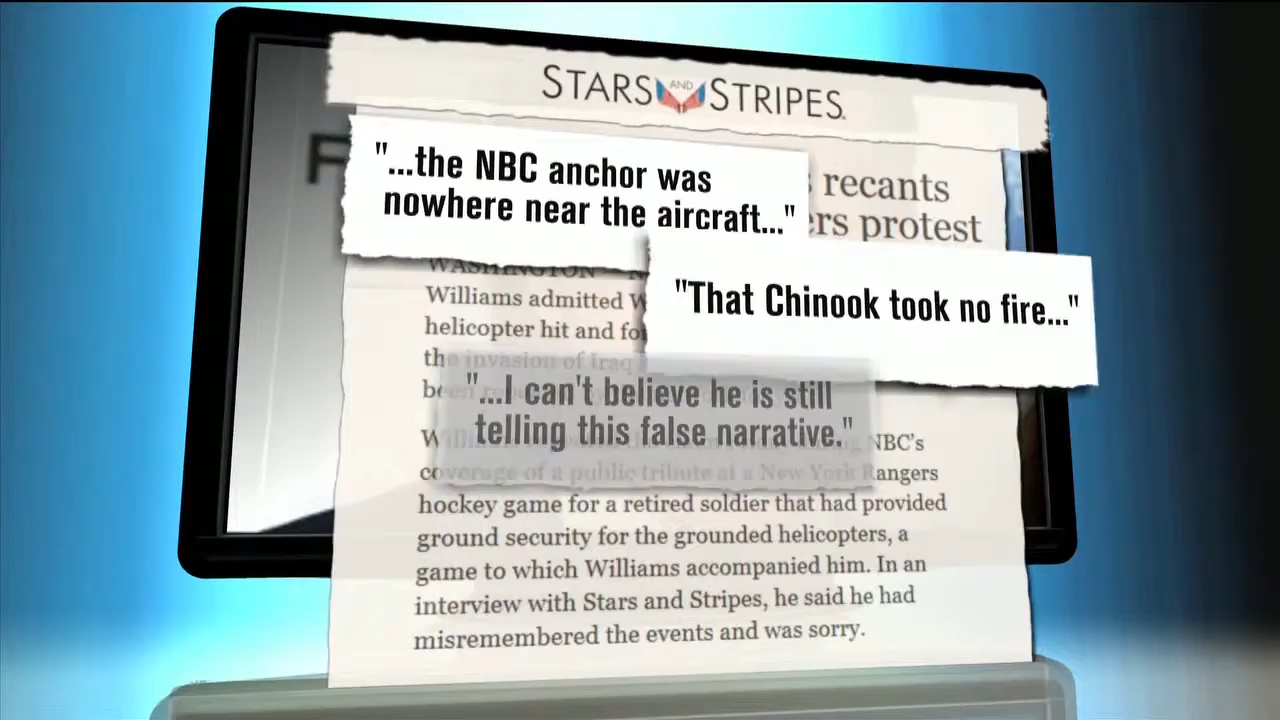 STARS AND STRIPES
"...the NBC anchor was
nowhere near the aircraft..."
recants
ers protest
"That Chinook took no fire..."
WASHINGTON
Williams admitted W
helicopter hit and fo
the invasion of Iraq
been
"...I can't believe he is still
telling this false narrative."
NBC's
coverage of a public tribute at a New York Rangers
hockey game for a retired soldier that had provided
ground security for the grounded helicopters, a
game to which Williams accompanied him. In an
interview with Stars and Stripes, he said he had
misremembered the events and was sorry.